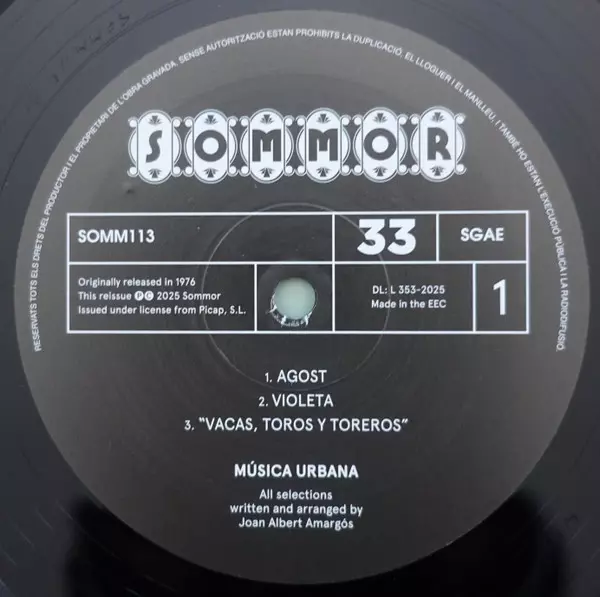 RESERVATS TOTS ELS DRETS DEL PRODUCTOR I EL PROPIETARI DE L'OBRA GRAVADA. SENSE AUTORITZACIÓ ESTAN PROHIBITS LA DUPLICACIÓ, EL LLOGUER I EL MANLLEU, I TAMBÉ HO ESTAN L'EXECUCIÓ PÚBLICA I LA RADIODIFUSIÓ.
SOMMOR
SOMM113
33
SGAE
Originally released in 1976
This reissue ℗© 2025 Sommor
Issued under license from Picap, S.L.
DL: L 353-2025
Made in the EEC
1
1. AGOST
2. VIOLETA
3. "VACAS, TOROS Y TOREROS"
MÚSICA URBANA
All selections
written and arranged by
Joan Albert Amargós